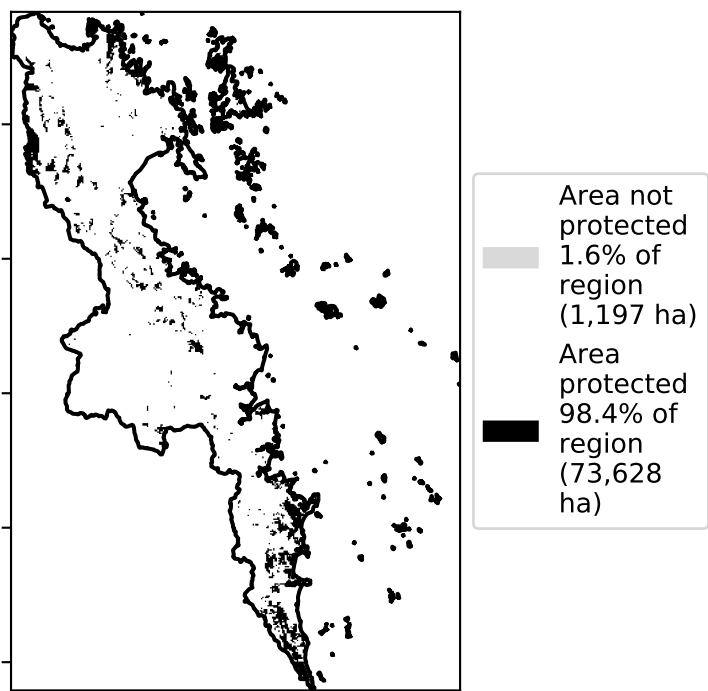 Area not
protected
1.6% of
region
(1,197 ha)
Area
protected
98.4% of
region
(73,628
ha)